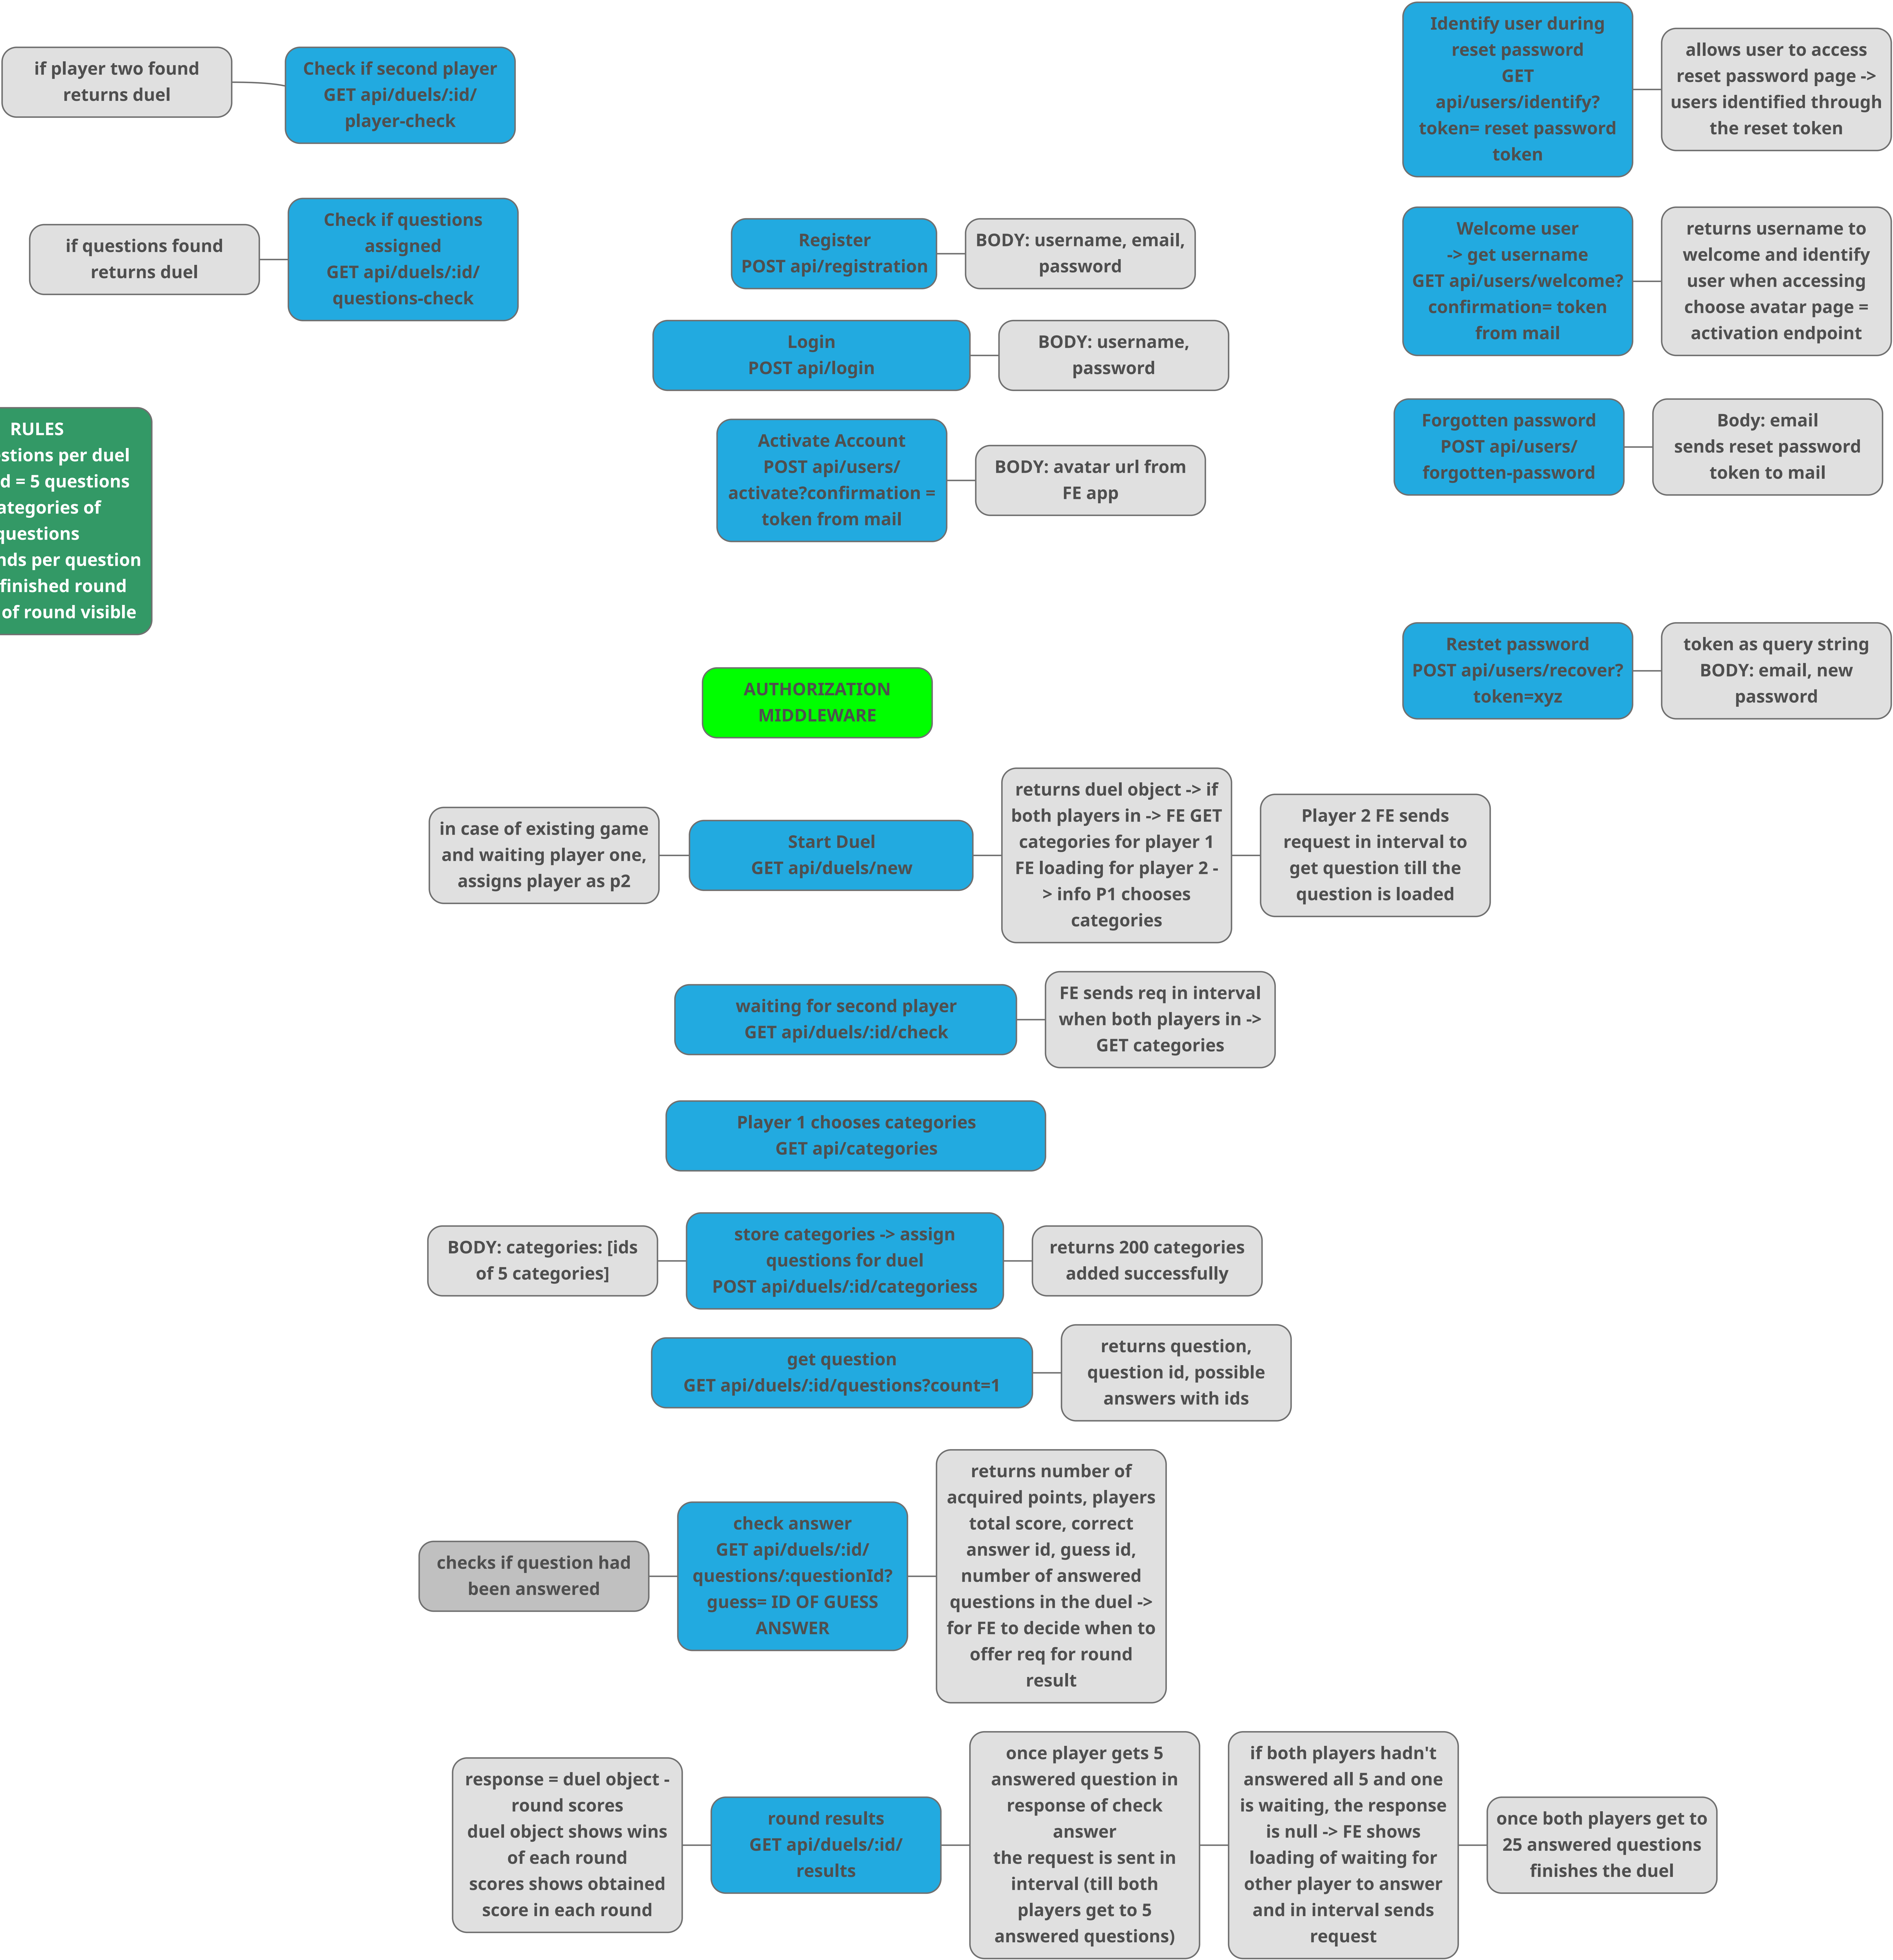 if player two found
returns duel
Check if second player
GET api/duels/:id/
player-check
Identify user during
reset password
GET
api/users/identify?
token= reset password
token
allows user to access
reset password page ->
users identified through
the reset token
if questions found
returns duel
Check if questions
assigned
GET api/duels/:id/
questions-check
Register
POST api/registration
BODY: username, email,
password
Welcome user
-> get username
GET api/users/welcome?
confirmation= token
from mail
returns username to
welcome and identify
user when accessing
choose avatar page =
activation endpoint
Login
POST api/login
BODY: username,
password
RULES
per duel
= 5 questions
of
questions
per question
finished round
of round visible
Activate Account
POST api/users/
activate?confirmation =
token from mail
BODY: avatar url from
FE app
Forgotten password
POST api/users/
forgotten-password
Body: email
sends reset password
token to mail
Restet password
POST api/users/recover?
token=xyz
token as query string
BODY: email, new
password
AUTHORIZATION
MIDDLEWARE
in case of existing game
and waiting player one,
assigns player as p2
Start Duel
GET api/duels/new
returns duel object -> if
both players in -> FE GET
categories for player 1
FE loading for player 2 -
> info P1 chooses
categories
Player 2 FE sends
request in interval to
get question till the
question is loaded
waiting for second player
GET api/duels/:id/check
FE sends req in interval
when both players in ->
GET categories
Player 1 chooses categories
GET api/categories
BODY: categories: [ids
of 5 categories]
store categories -> assign
questions for duel
POST api/duels/:id/categoriess
returns 200 categories
added successfully
get question
GET api/duels/:id/questions?count=1
returns question,
question id, possible
answers with ids
checks if question had
been answered
check answer
GET api/duels/:id/
questions/:questionId?
guess= ID OF GUESS
ANSWER
returns number of
acquired points, players
total score, correct
answer id, guess id,
number of answered
questions in the duel ->
for FE to decide when to
offer req for round
result
response = duel object -
round scores
duel object shows wins
of each round
scores shows obtained
score in each round
round results
GET api/duels/:id/
results
once player gets 5
answered question in
response of check
answer
the request is sent in
interval (till both
players get to 5
answered questions)
if both players hadn't
answered all 5 and one
is waiting, the response
is null -> FE shows
loading of waiting for
other player to answer
and in interval sends
request
once both players get to
25 answered questions
finishes the duel